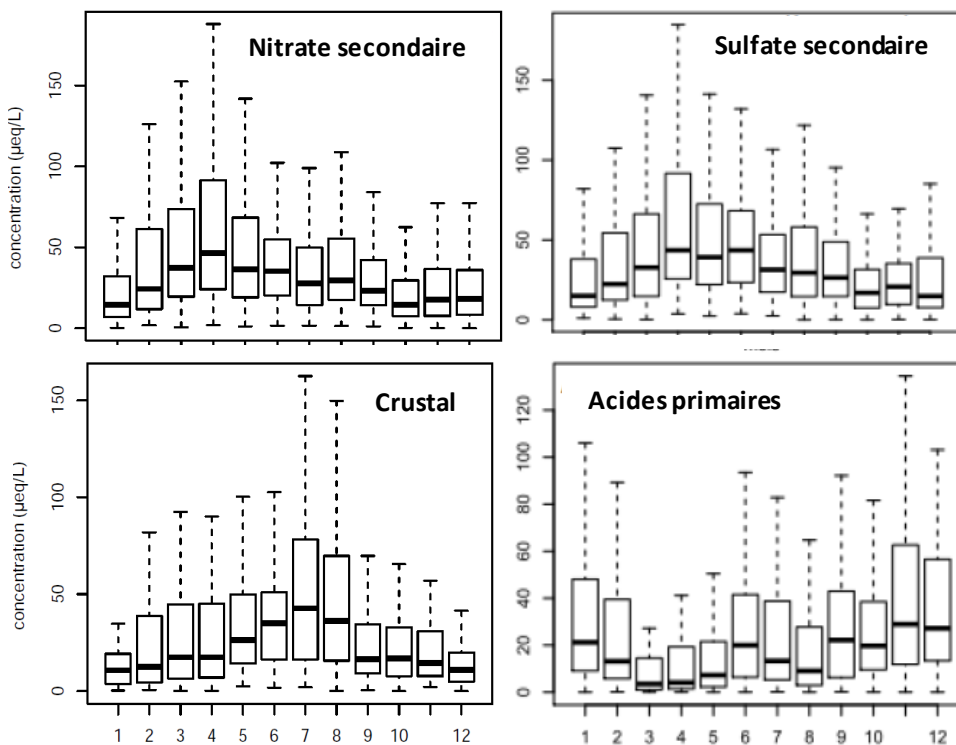 Nitrate secondaire
concentration (µeq/L)
0 50 100 150
Sulfate secondaire
0 50 100 150
Crustal
concentration (µeq/L)
0 50 100 150
1 2 3 4 5 6 7 8 9 10 12
Acides primaires
0 20 40 60 80 100 120
1 2 3 4 5 6 7 8 9 10 12